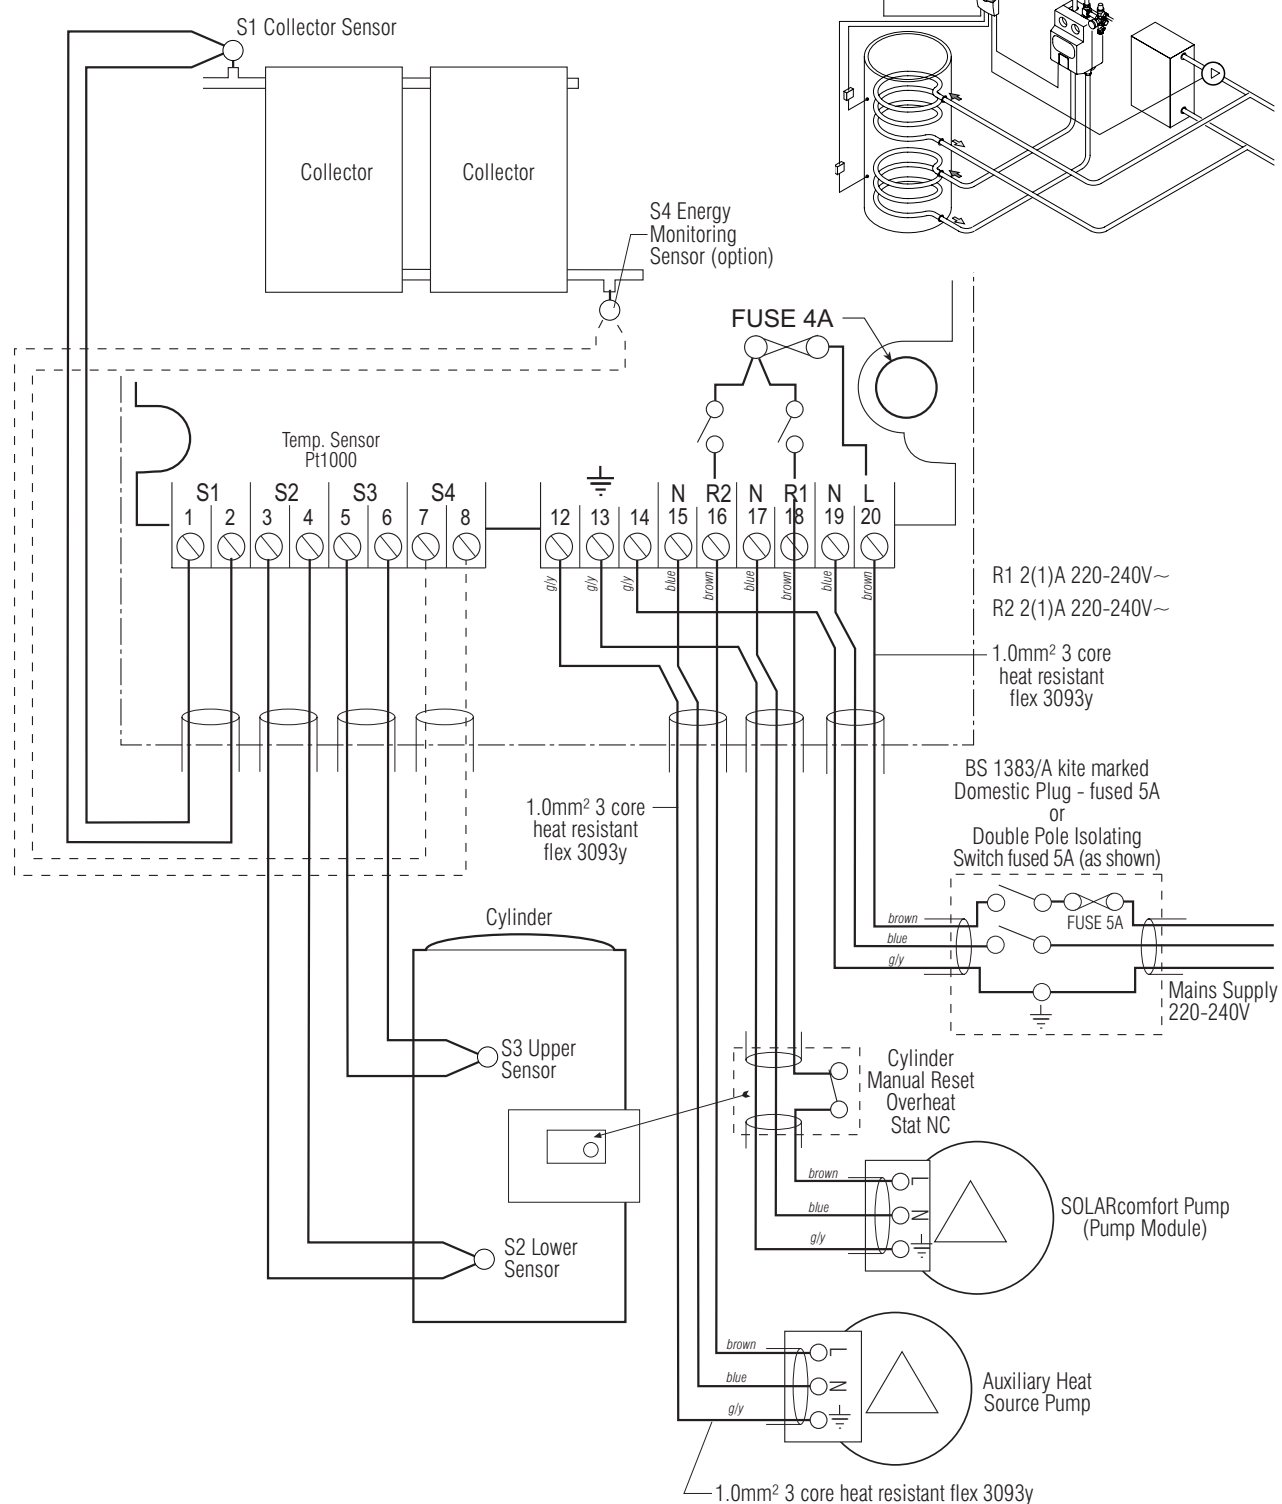 S1 Collector Sensor
Collector
Collector
S4 Energy
Monitoring
Sensor (option)
FUSE 4A
Temp. Sensor
Pt1000
S1
S2
S3
S4
N
R2
N
R1
N
L
1
2
3
4
5
6
7
8
12
13
14
15
16
17
18
19
20
g/y
g/y
g/y
blue
brown
blue
brown
blue
brown
R1 2(1)A 220-240V~
R2 2(1)A 220-240V~
1.0mm² 3 core
heat resistant
flex 3093y
1.0mm² 3 core
heat resistant
flex 3093y
BS 1383/A kite marked
Domestic Plug - fused 5A
or
Double Pole Isolating
Switch fused 5A (as shown)
brown
FUSE 5A
blue
g/y
Mains Supply
220-240V
Cylinder
S3 Upper
Sensor
Cylinder
Manual Reset
Overheat
Stat NC
brown
L
blue
N
g/y
SOLARcomfort Pump
(Pump Module)
S2 Lower
Sensor
brown
L
blue
N
g/y
Auxiliary Heat
Source Pump
1.0mm² 3 core heat resistant flex 3093y